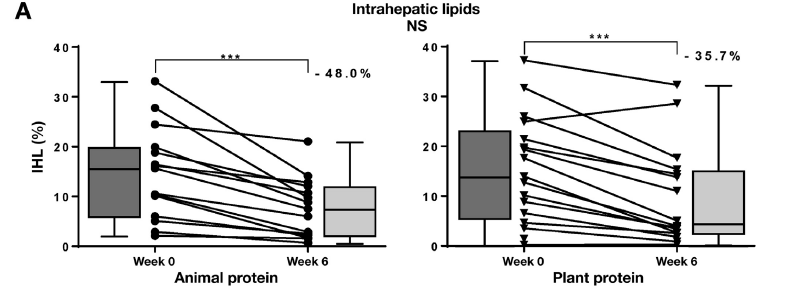 A
Intrahepatic lipids
NS
***
- 48.0%
***
- 35.7%
IHL (%)
40
30
20
10
0
40
30
20
10
0
Week 0
Week 6
Week 0
Week 6
Animal protein
Plant protein